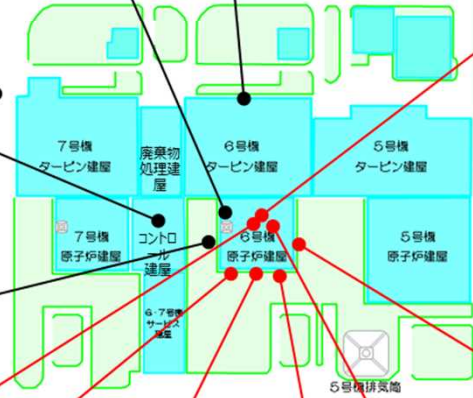 7号機
タービン建屋
廃棄物
処理建
屋
6号機
タービン建屋
5号機
タービン建屋
7号機
原子炉建屋
コントロ
ール
建屋
6号機
原子炉建屋
5号機
原子炉建屋
6・7号機
サービス
建屋
5号機排気筒